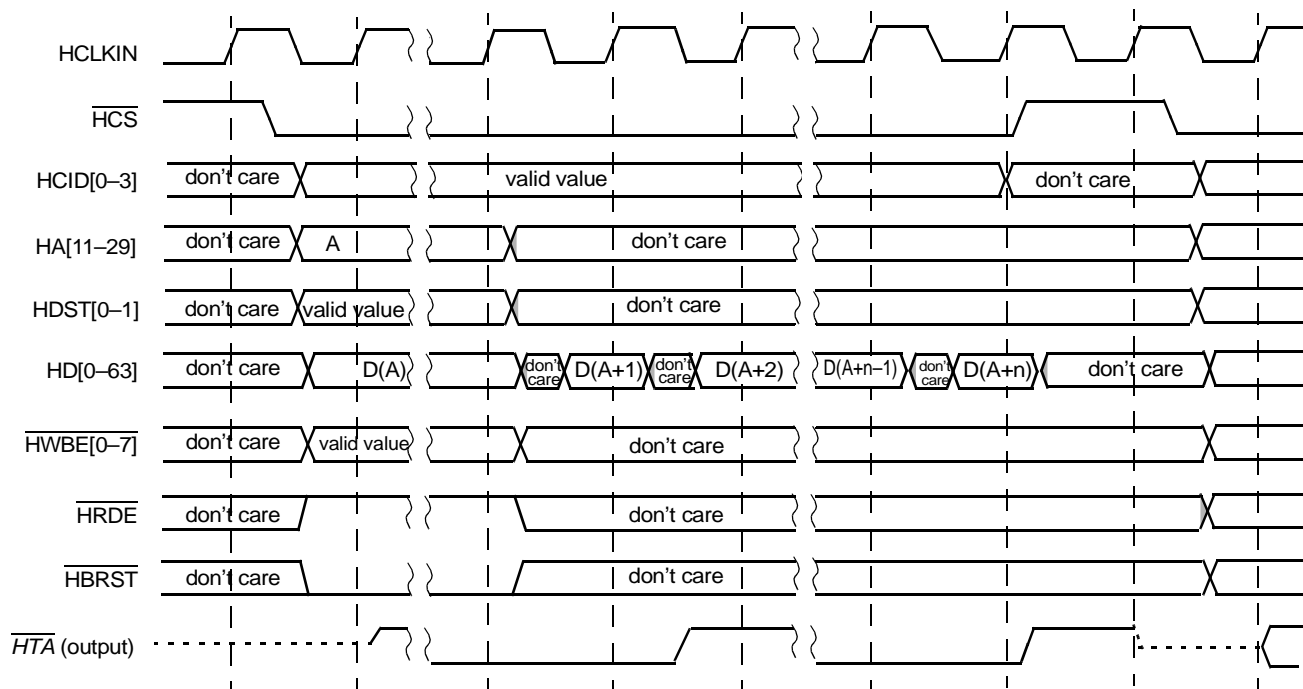 HCLKIN
HCS
HCID[0–3] don't care valid value don't care
HA[11–29] don't care A don't care
HDST[0–1] don't care valid value don't care
HD[0–63] don't care D(A) don't care D(A+1) don't care D(A+2) D(A+n–1) don't care D(A+n) don't care
HWBE[0–7] don't care valid value don't care
HRDE don't care don't care
HBRST don't care don't care
HTA (output)